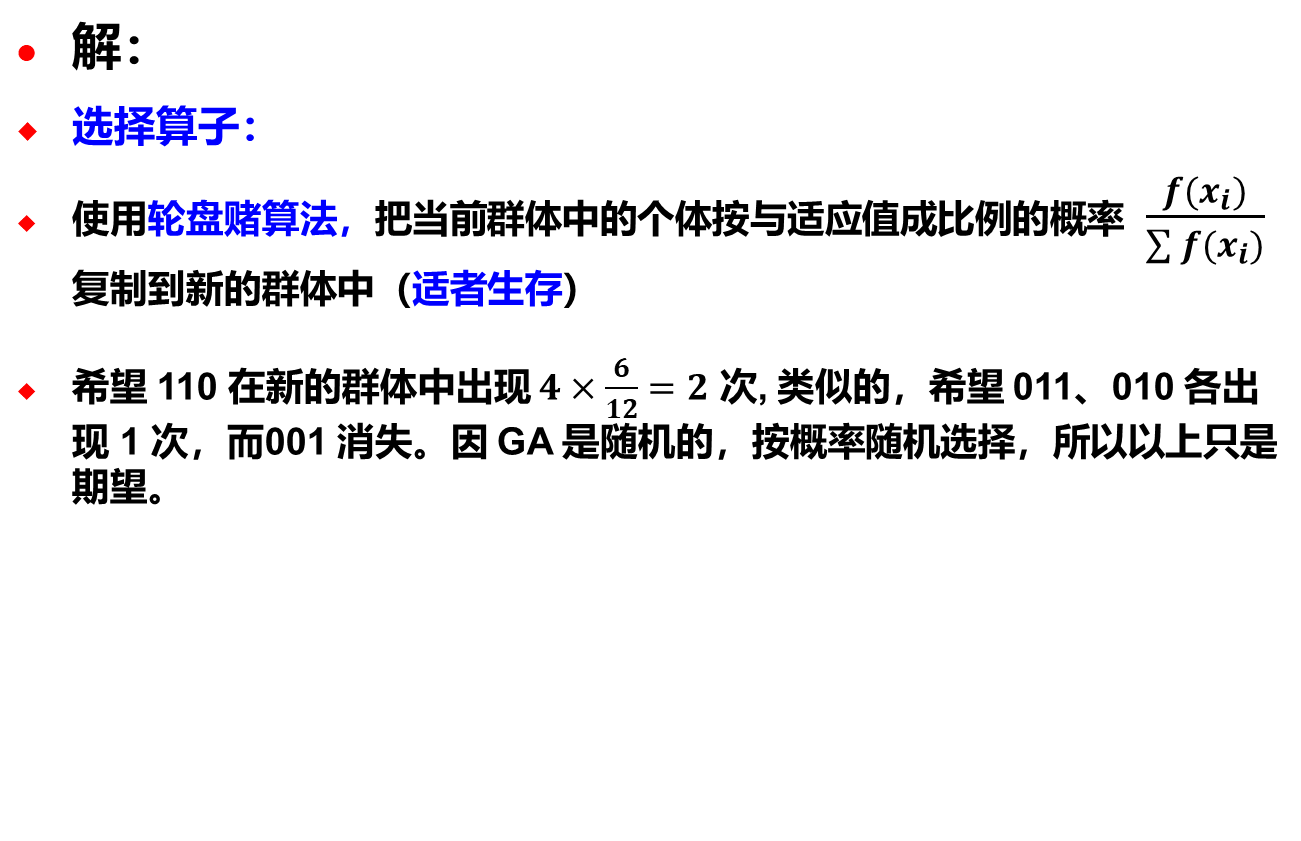 解：
选择算子：
使用轮盘赌算法，把当前群体中的个体按与适应值成比例的概率 f(xᵢ) / ∑ f(xᵢ)
复制到新的群体中（适者生存）
希望 110 在新的群体中出现 4 × 6/12 = 2 次, 类似的，希望 011、010 各出
现 1 次，而001 消失。因 GA 是随机的，按概率随机选择，所以以上只是
期望。